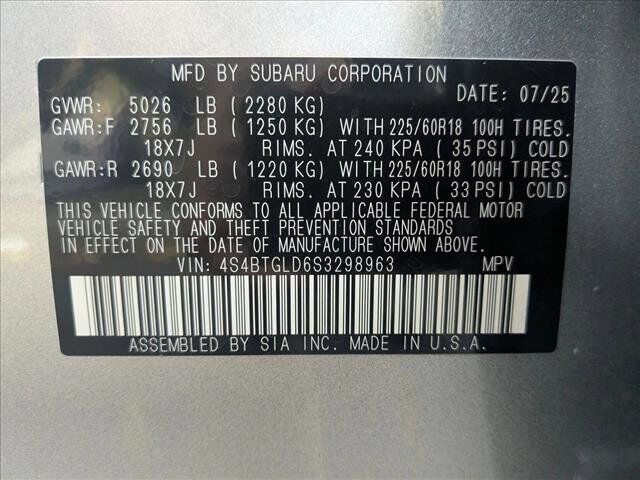 MFD BY SUBARU CORPORATION
DATE: 07/25
GVWR: 5026 LB (2280 KG)
GAWR:F 2756 LB (1250 KG) WITH 225/60R18 100H TIRES.
18X7J RIMS. AT 240 KPA (35 PSI) COLD
GAWR:R 2690 LB (1220 KG) WITH 225/60R18 100H TIRES.
18X7J RIMS. AT 230 KPA (33 PSI) COLD
THIS VEHICLE CONFORMS TO ALL APPLICABLE FEDERAL MOTOR
VEHICLE SAFETY AND THEFT PREVENTION STANDARDS
IN EFFECT ON THE DATE OF MANUFACTURE SHOWN ABOVE.
VIN: 4S4BTGLD6S3298963 MPV
ASSEMBLED BY SIA INC. MADE IN U.S.A.